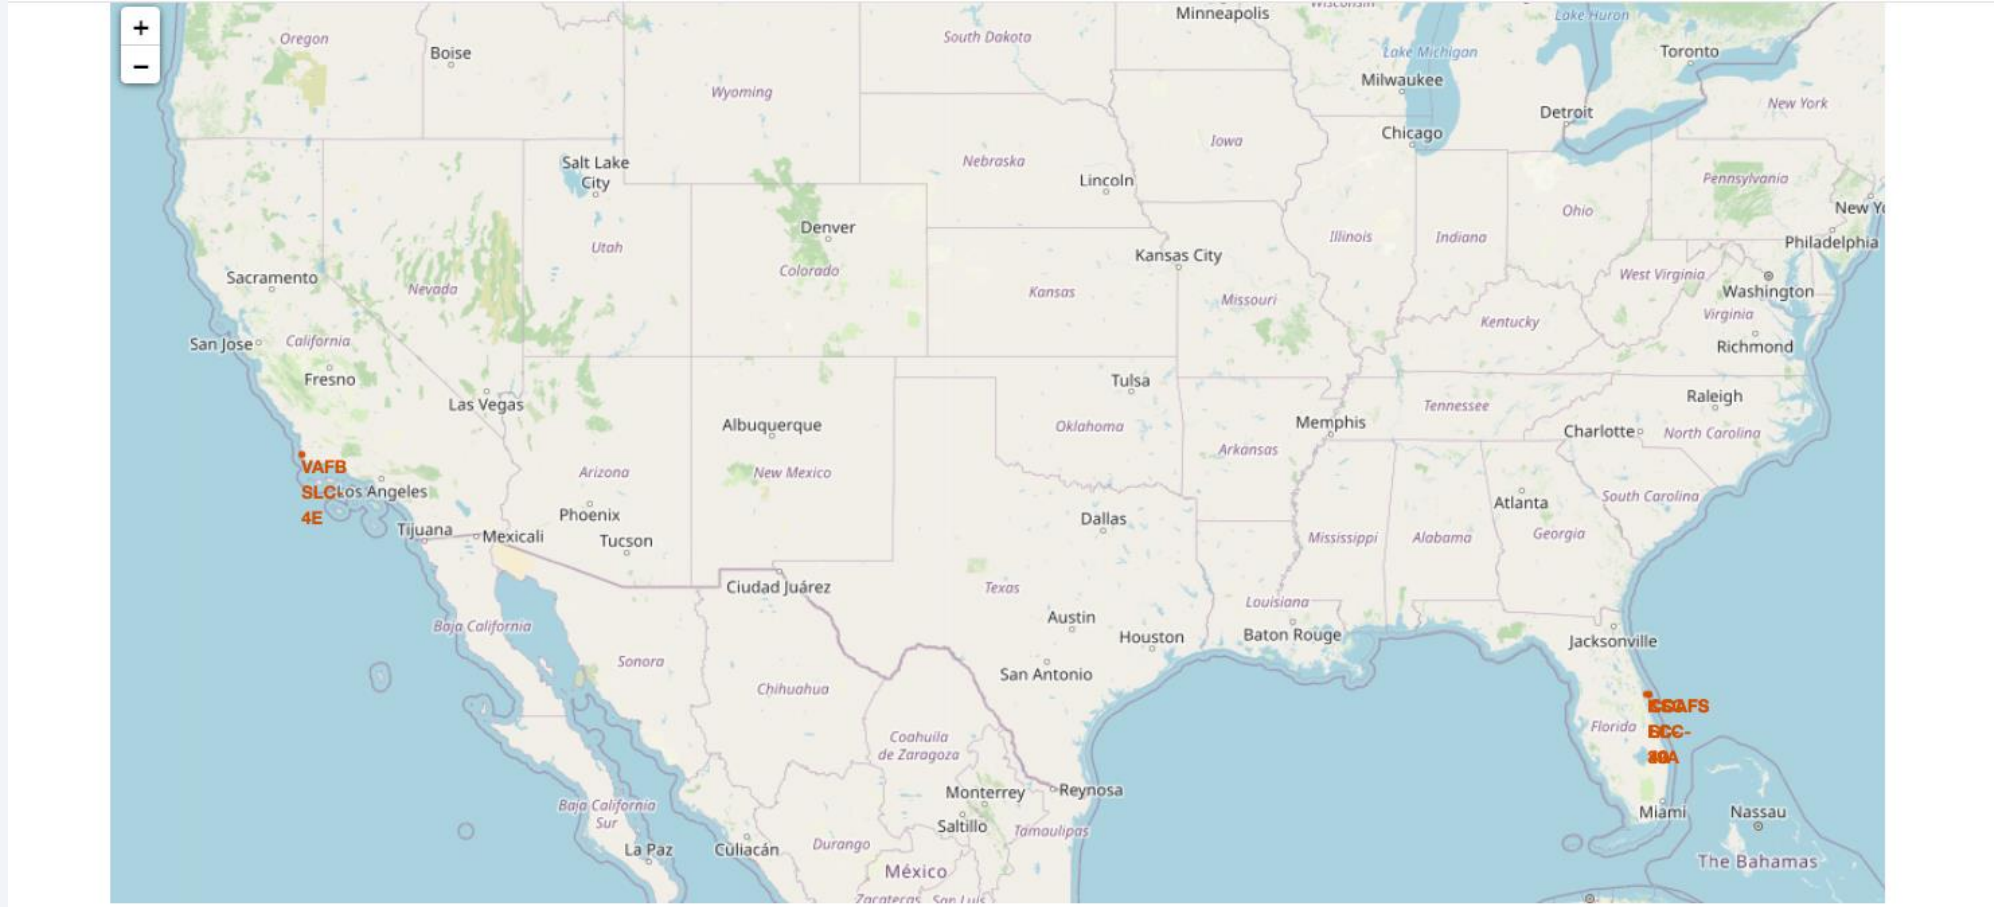 +
−
Oregon
Boise
South Dakota
Minneapolis
Wisconsin
Lake Huron
Toronto
Lake Michigan
Milwaukee
Wyoming
Detroit
New York
Iowa
Chicago
Salt Lake
City
Nebraska
Lincoln
Pennsylvania
Ohio
Denver
Utah
Illinois
Indiana
Philadelphia
Kansas City
Colorado
Sacramento
Nevada
Kansas
Missouri
West Virginia
Washington
Virginia
Kentucky
San Jose
California
Richmond
Fresno
Las Vegas
Tulsa
Raleigh
Tennessee
Albuquerque
Oklahoma
Memphis
Charlotte
North Carolina
Arkansas
VAFB
SLC-
4E
Los Angeles
Arizona
New Mexico
South Carolina
Atlanta
Phoenix
Dallas
Tijuana
Mexicali
Tucson
Mississippi
Alabama
Georgia
Ciudad Juárez
Texas
Louisiana
Austin
Baja California
Houston
Baton Rouge
Jacksonville
Sonora
San Antonio
Chihuahua
Florida
Coahuila
de Zaragoza
Monterrey
Reynosa
Baja California
Sur
Saltillo
Tamaulipas
Miami
Nassau
La Paz
Culiacán
Durango
México
The Bahamas
Zacatecas
San Luis